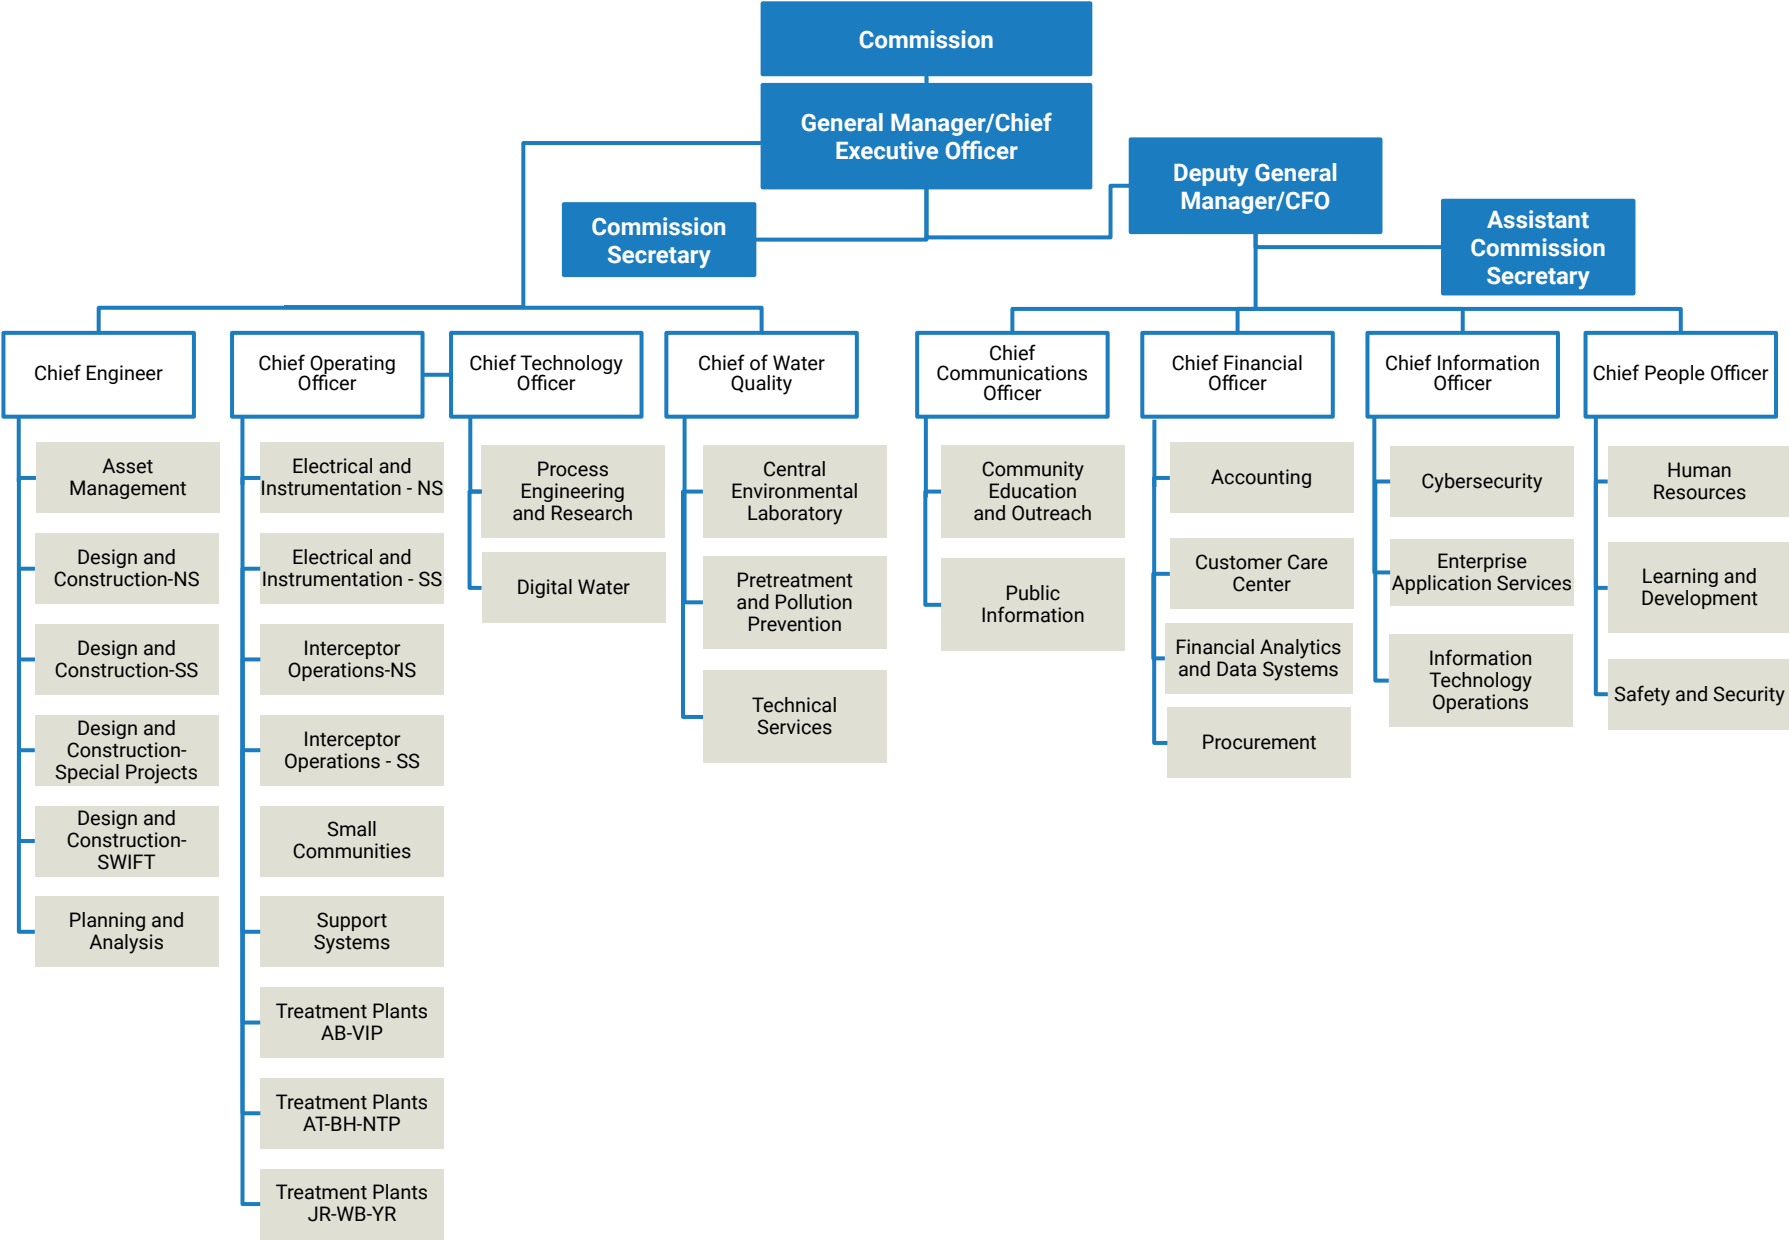 Commission
General Manager/Chief
Executive Officer
Deputy General
Manager/CFO
Commission
Secretary
Assistant
Commission
Secretary
Chief Engineer
Chief Operating
Officer
Chief Technology
Officer
Chief of Water
Quality
Chief
Communications
Officer
Chief Financial
Officer
Chief Information
Officer
Chief People Officer
Asset
Management
Design and
Construction-NS
Design and
Construction-SS
Design and
Construction-
Special Projects
Design and
Construction-
SWIFT
Planning and
Analysis
Electrical and
Instrumentation - NS
Electrical and
Instrumentation - SS
Interceptor
Operations-NS
Interceptor
Operations - SS
Small
Communities
Support
Systems
Treatment Plants
AB-VIP
Treatment Plants
AT-BH-NTP
Treatment Plants
JR-WB-YR
Process
Engineering
and Research
Digital Water
Central
Environmental
Laboratory
Pretreatment
and Pollution
Prevention
Technical
Services
Community
Education
and Outreach
Public
Information
Accounting
Customer Care
Center
Financial Analytics
and Data Systems
Procurement
Cybersecurity
Enterprise
Application Services
Information
Technology
Operations
Human
Resources
Learning and
Development
Safety and Security